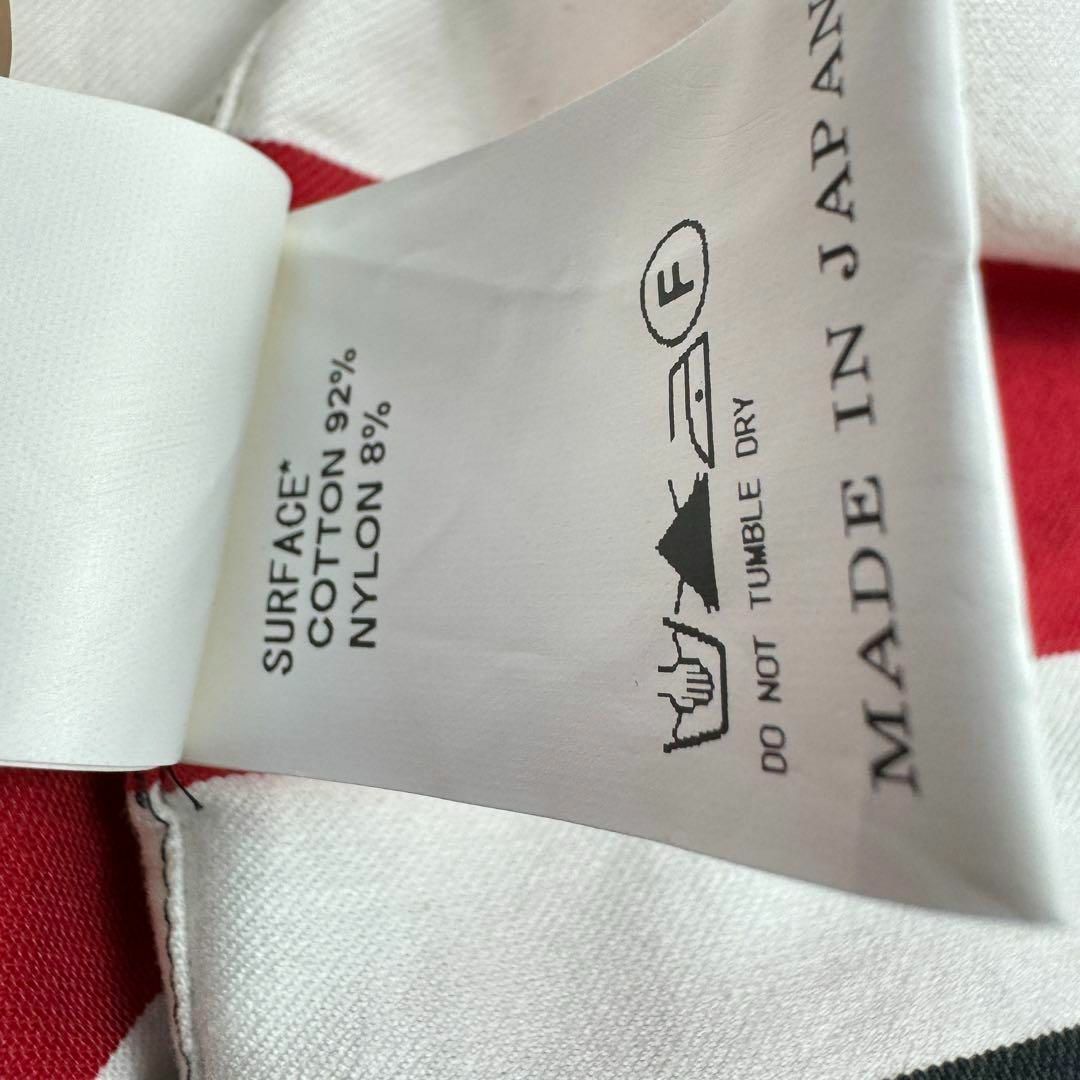 SURFACE*
COTTON 92%
NYLON 8%
F
DO NOT TUMBLE DRY
MADE IN JAPAN